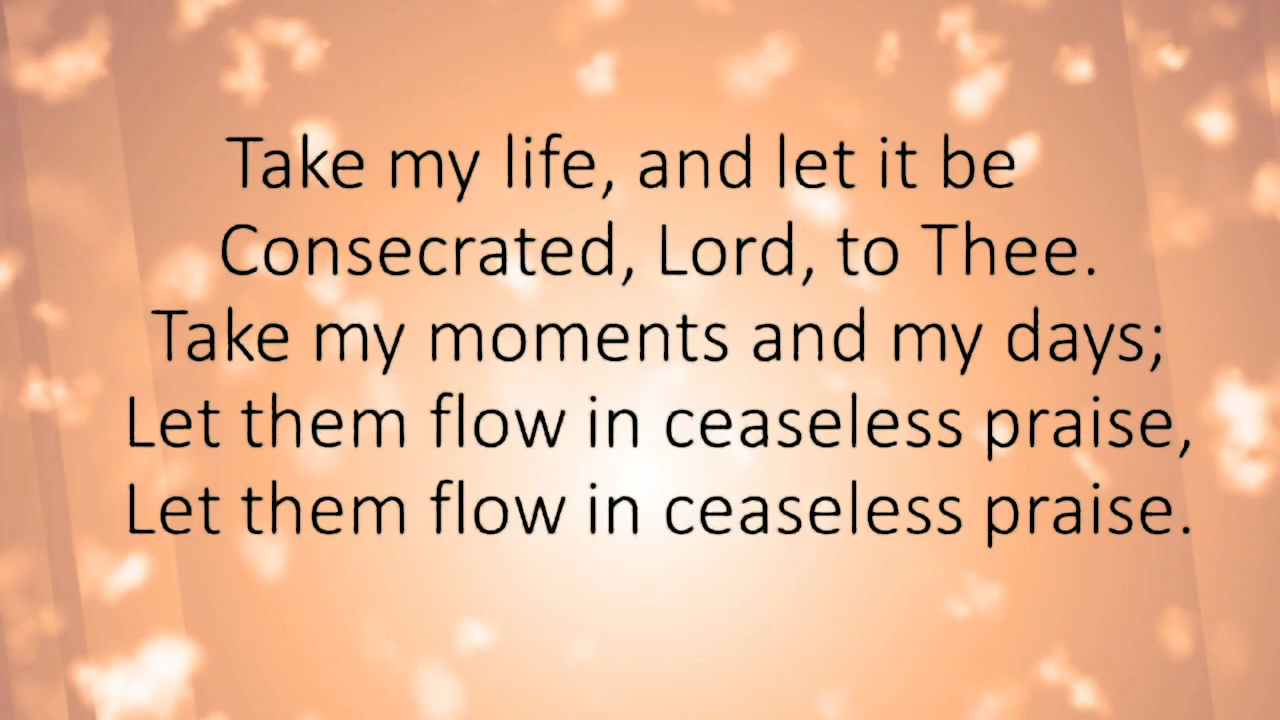 Take my life, and let it be
Consecrated, Lord, to Thee.
Take my moments and my days;
Let them flow in ceaseless praise,
Let them flow in ceaseless praise.